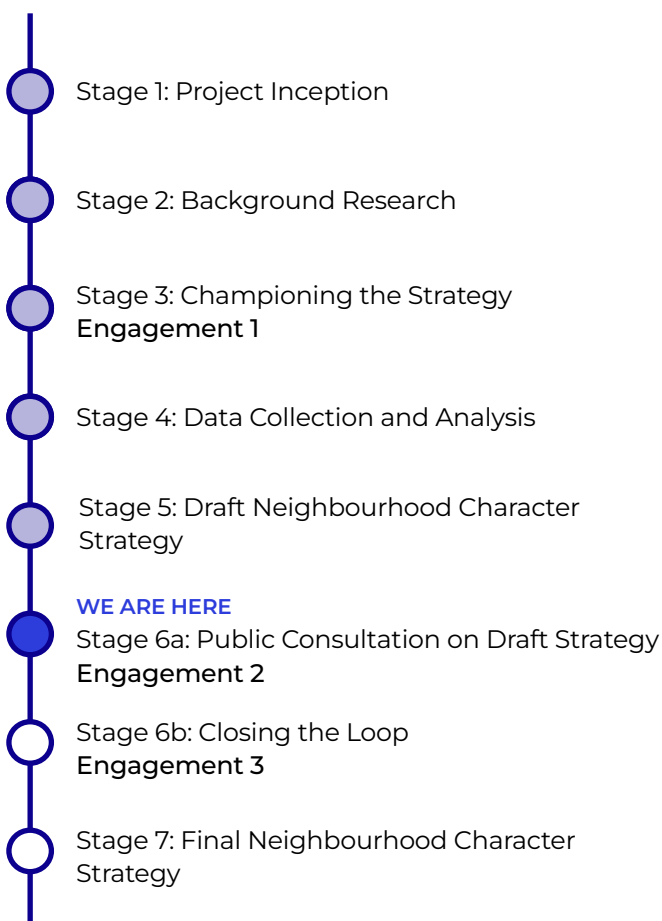 Stage 1: Project Inception
Stage 2: Background Research
Stage 3: Championing the Strategy
Engagement 1
Stage 4: Data Collection and Analysis
Stage 5: Draft Neighbourhood Character
Strategy
WE ARE HERE
Stage 6a: Public Consultation on Draft Strategy
Engagement 2
Stage 6b: Closing the Loop
Engagement 3
Stage 7: Final Neighbourhood Character
Strategy